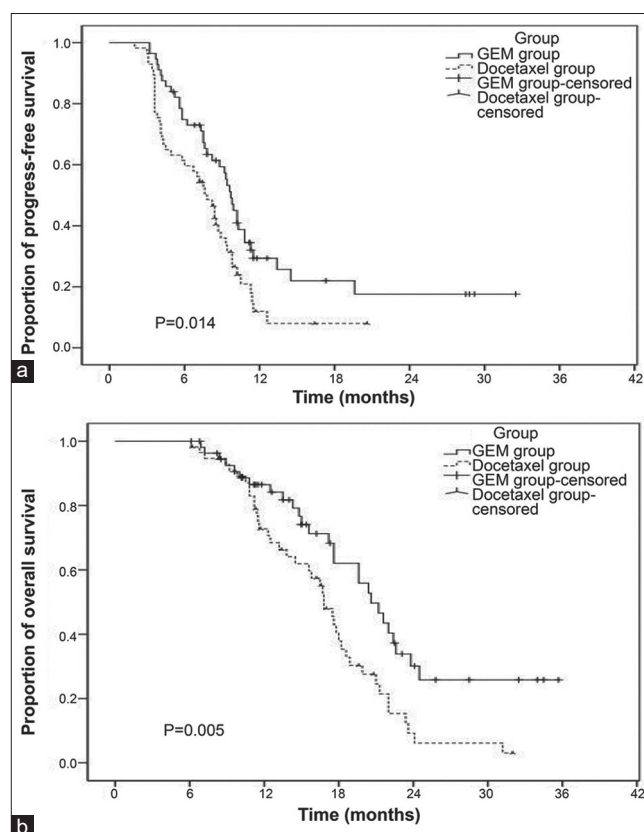 Group
GEM group
Docetaxel group
GEM group-censored
Docetaxel group-
censored
Proportion of progress-free survival
1.0
0.8
0.6
0.4
0.2
0.0
P=0.014
0 6 12 18 24 30 36 42
Time (months)
a
Group
GEM group
Docetaxel group
GEM group-censored
Docetaxel group-
censored
Proportion of overall survival
1.0
0.8
0.6
0.4
0.2
0.0
P=0.005
0 6 12 18 24 30 36 42
Time (months)
b